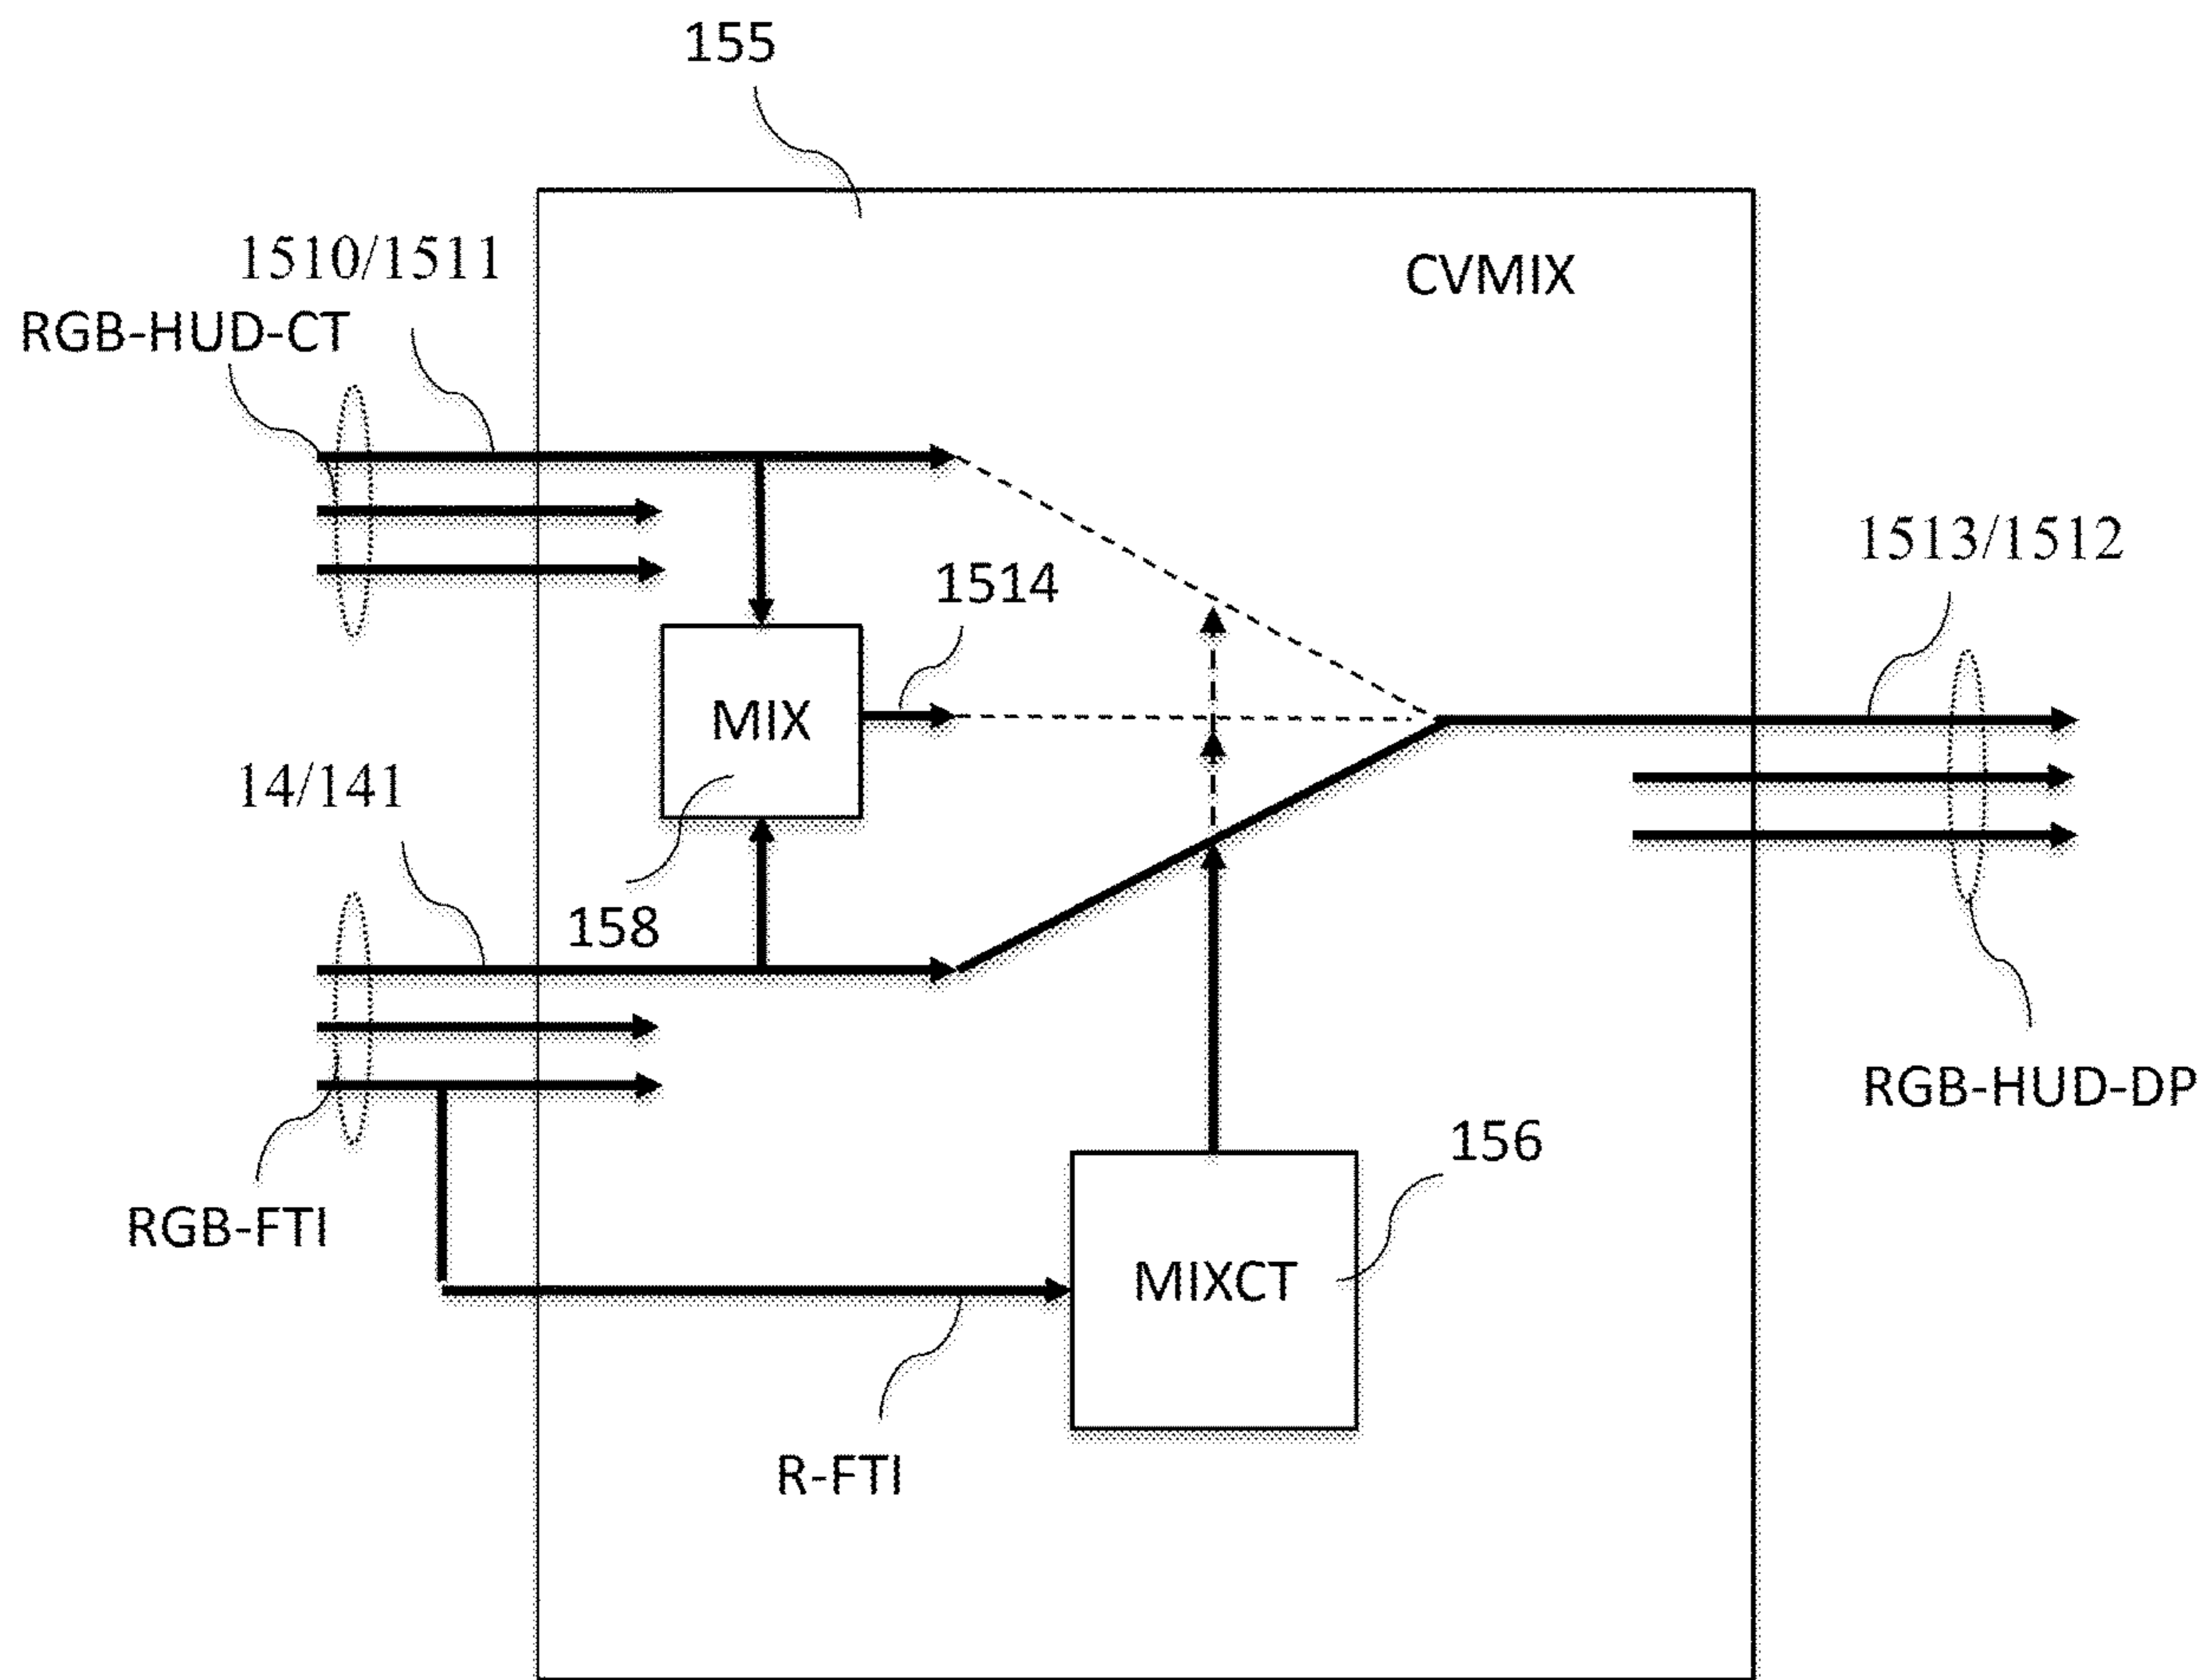 155
1510/1511
CVMIX
RGB-HUD-CT
1513/1512
1514
MIX
14/141
158
RGB-HUD-DP
156
RGB-FTI
MIXCT
R-FTI